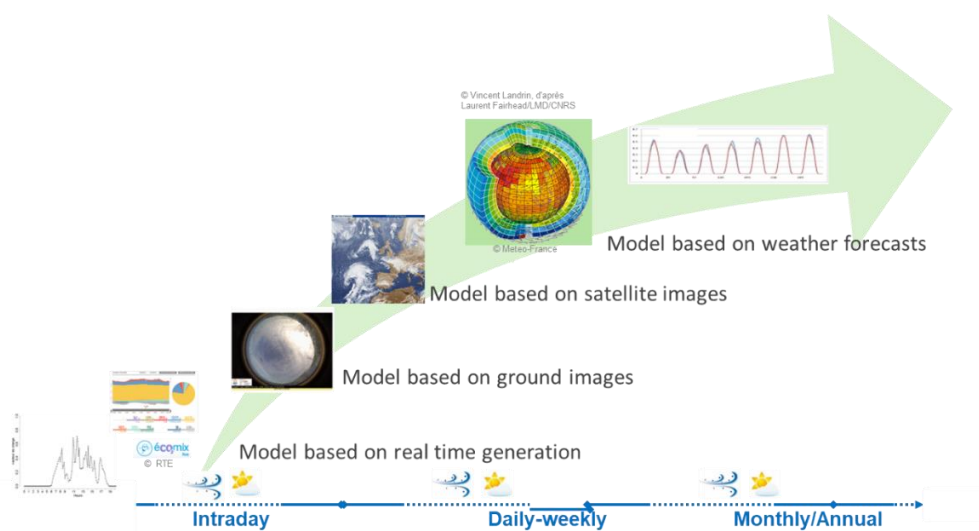 © Vincent Landrin, d'après
Laurent Fairhead/LMD/CNRS
© Meteo-France
Model based on weather forecasts
Model based on satellite images
Model based on ground images
éco2mix
© RTE
Model based on real time generation
Intraday
Daily-weekly
Monthly/Annual